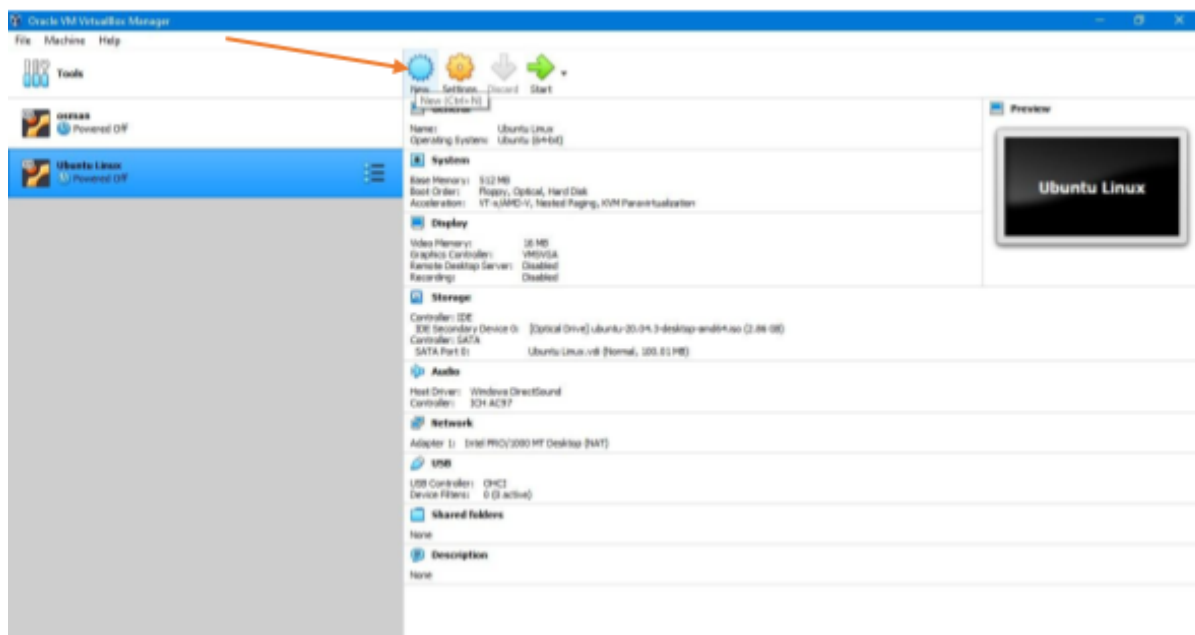 Oracle VM VirtualBox Manager
File Machine Help
Tools
New Settings Discard Start
New (Ctrl+N)
osman
Powered Off
Ubuntu Linux
Powered Off
General
Name: Ubuntu Linux
Operating System: Ubuntu (64-bit)
Preview
Ubuntu Linux
System
Base Memory: 512 MB
Boot Order: Floppy, Optical, Hard Disk
Acceleration: VT-x/AMD-V, Nested Paging, KVM Paravirtualization
Display
Video Memory: 16 MB
Graphics Controller: VMSVGA
Remote Desktop Server: Disabled
Recording: Disabled
Storage
Controller: IDE
IDE Secondary Device 0: [Optical Drive] ubuntu-20.04.3-desktop-amd64.iso (2.86 GB)
Controller: SATA
SATA Port 0: Ubuntu Linux.vdi (Normal, 100.01 MB)
Audio
Host Driver: Windows DirectSound
Controller: ICH AC97
Network
Adapter 1: Intel PRO/1000 MT Desktop (NAT)
USB
USB Controller: OHCI
Device Filters: 0 (0 active)
Shared folders
None
Description
None